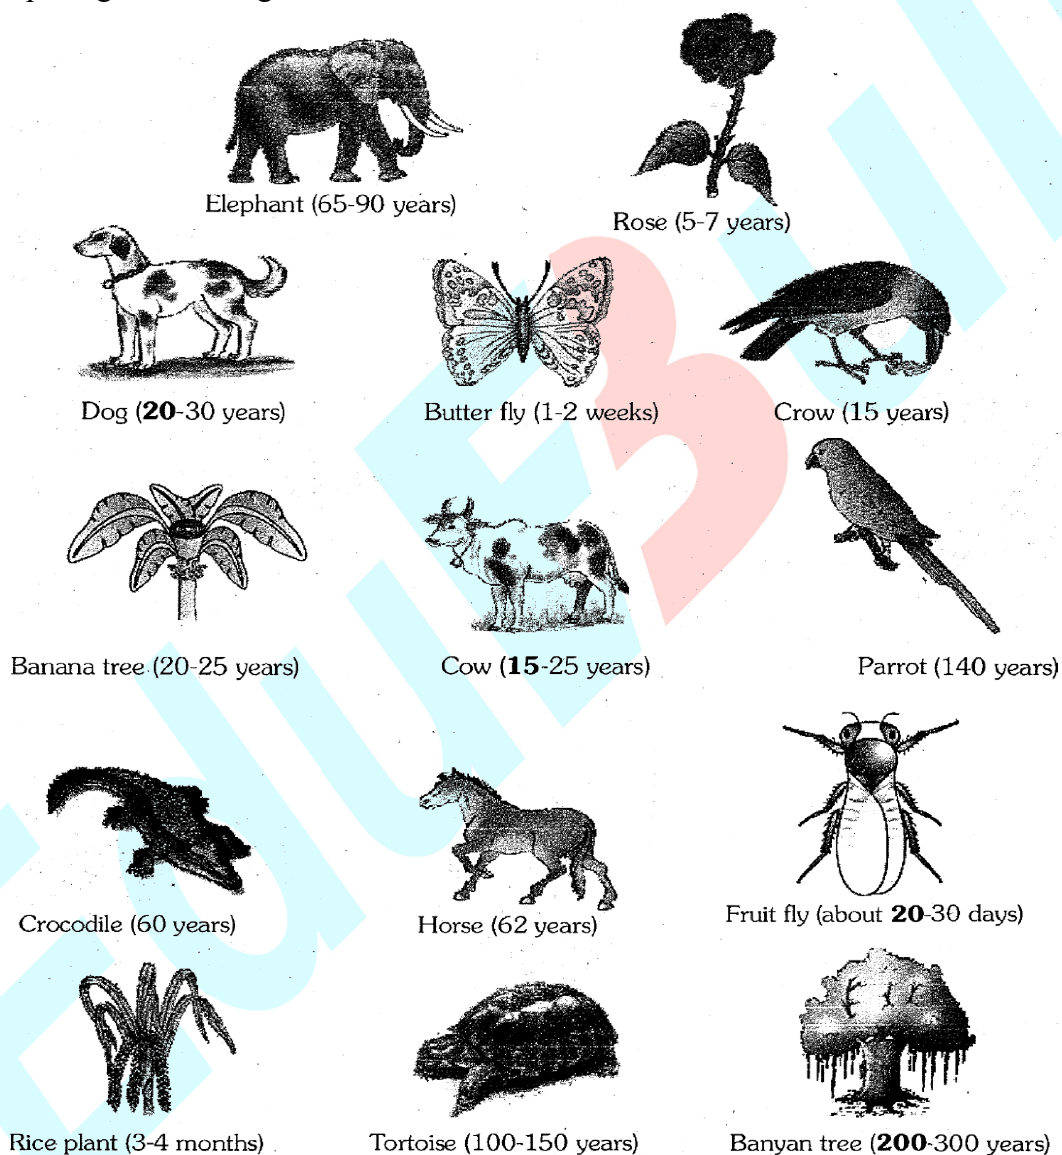 Elephant (65-90 years)
Rose (5-7 years)
Dog (20-30 years)
Butter fly (1-2 weeks)
Crow (15 years)
Banana tree (20-25 years)
Cow (15-25 years)
Parrot (140 years)
Crocodile (60 years)
Horse (62 years)
Fruit fly (about 20-30 days)
Rice plant (3-4 months)
Tortoise (100-150 years)
Banyan tree (200-300 years)